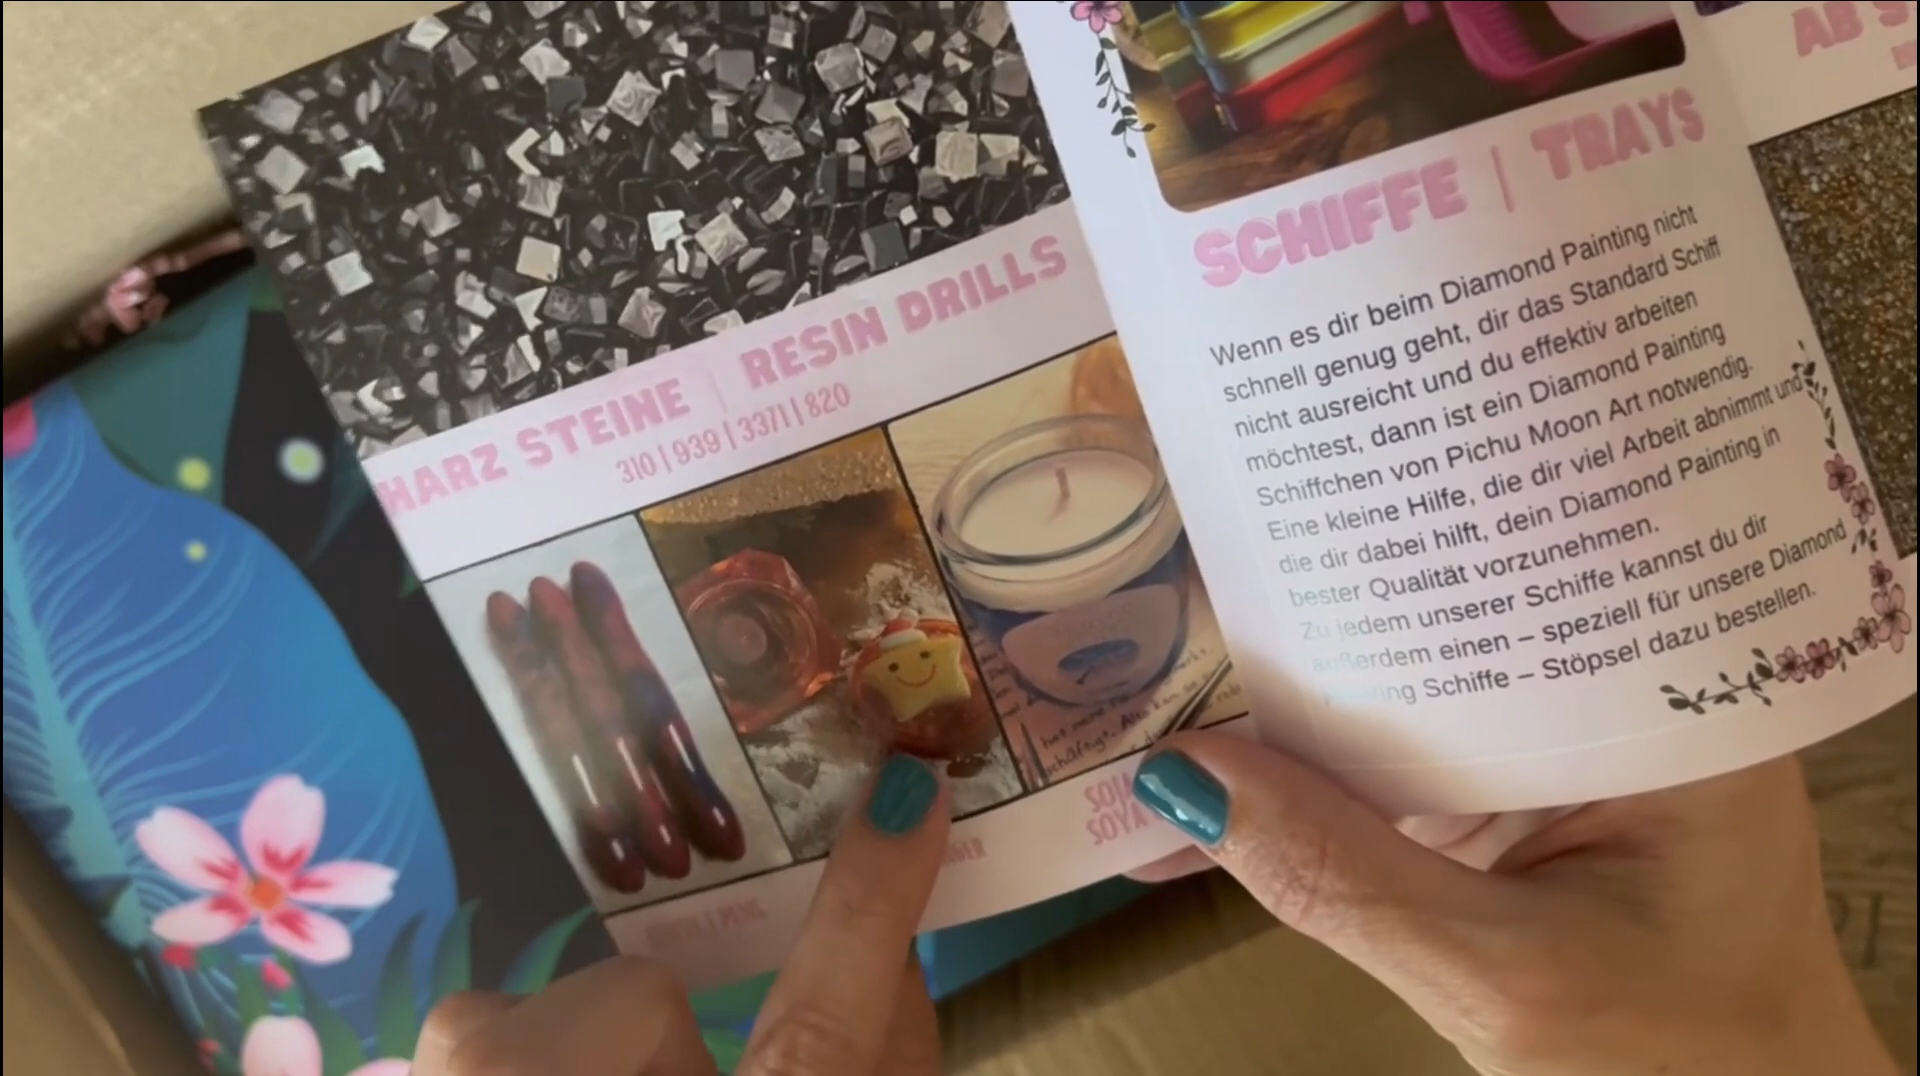 HARZ STEINE | RESIN DRILLS
310 | 939 | 3371 | 820
SOJA
SOYA
AB
SCHIFFE | TRAYS
Wenn es dir beim Diamond Painting nicht
schnell genug geht, dir das Standard Schiff
nicht ausreicht und du effektiv arbeiten
möchtest, dann ist ein Diamond Painting
Schiffchen von Pichu Moon Art notwendig.
Eine kleine Hilfe, die dir viel Arbeit abnimmt und
die dir dabei hilft, dein Diamond Painting in
bester Qualität vorzunehmen.
Zu jedem unserer Schiffe kannst du dir
außerdem einen – speziell für unsere Diamond
Schiffe – Stöpsel dazu bestellen.